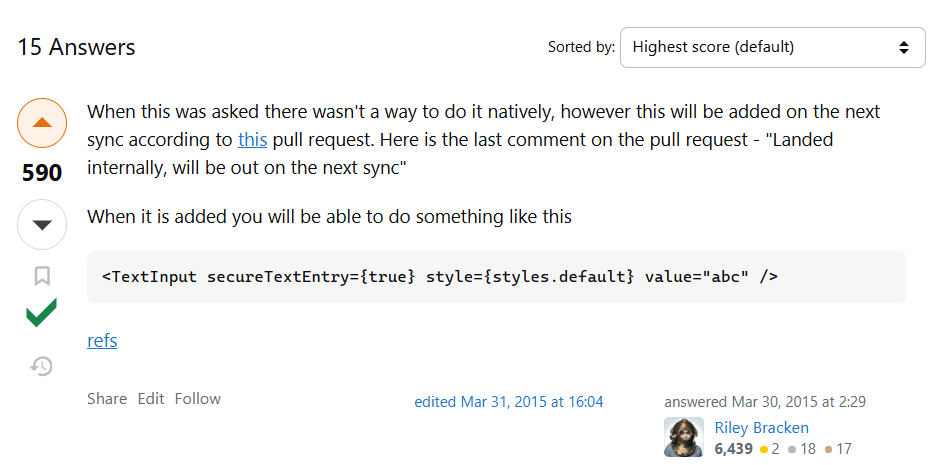 15 Answers
Sorted by: Highest score (default)
When this was asked there wasn't a way to do it natively, however this will be added on the next
sync according to this pull request. Here is the last comment on the pull request - "Landed
internally, will be out on the next sync"
590
When it is added you will be able to do something like this
<TextInput secureTextEntry={true} style={styles.default} value="abc" />
refs
Share Edit Follow
edited Mar 31, 2015 at 16:04
answered Mar 30, 2015 at 2:29
Riley Bracken
6,439 2 18 17